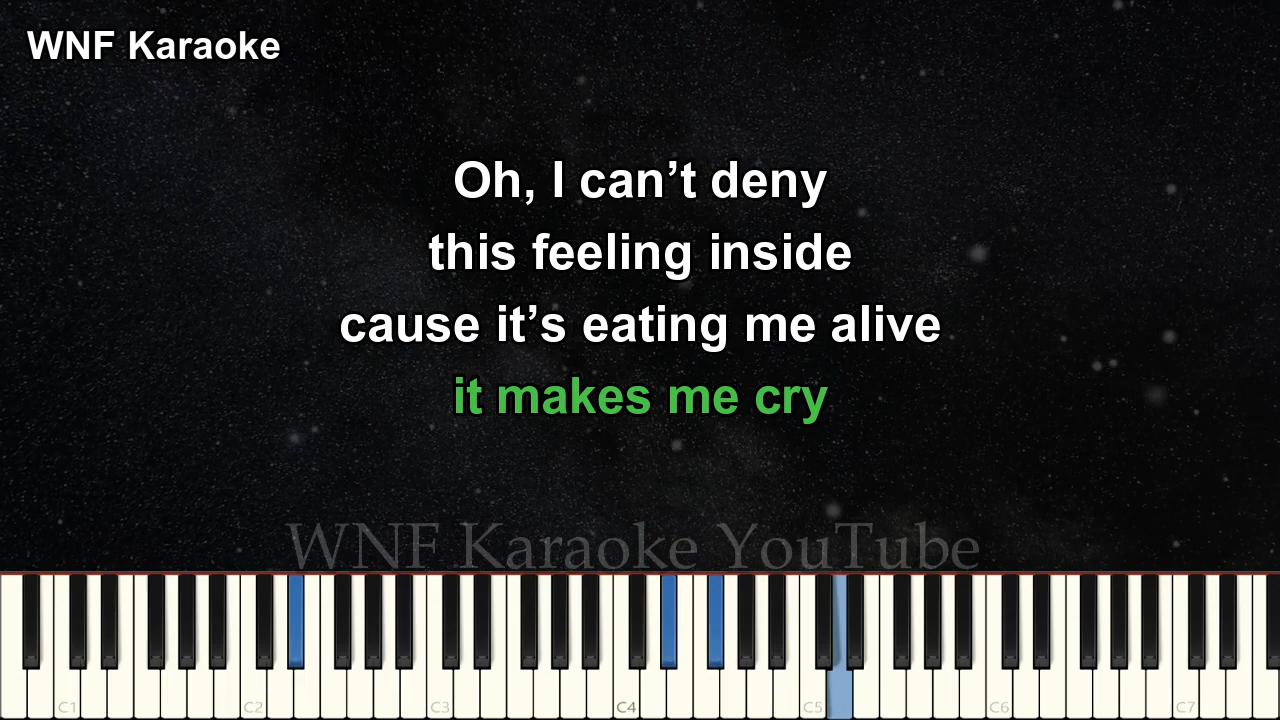 WNF Karaoke
Oh, I can’t deny
this feeling inside
cause it’s eating me alive
it makes me cry
WNF Karaoke YouTube
C1 C2 C3 C4 C5 C6 C7